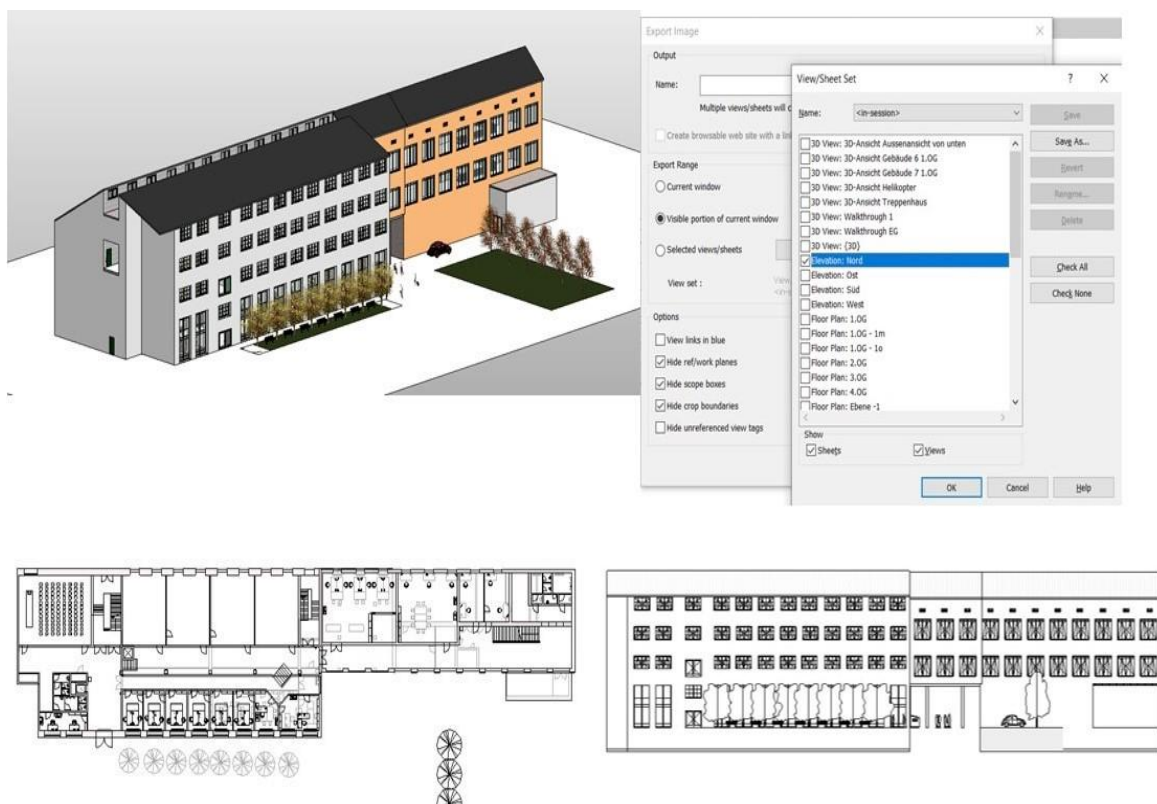 Export Image
Output
Name:
Multiple views/sheets will c
Create browsable web site with a lin
Export Range
Current window
Visible portion of current window
Selected views/sheets
View set :
Options
View links in blue
Hide ref/work planes
Hide scope boxes
Hide crop boundaries
Hide unreferenced view tags
View/Sheet Set
Name:
<in-session>
3D View: 3D-Ansicht Aussenansicht von unten
3D View: 3D-Ansicht Gebäude 6 1.OG
3D View: 3D-Ansicht Gebäude 7 1.OG
3D View: 3D-Ansicht Helikopter
3D View: 3D-Ansicht Treppenhaus
3D View: Walkthrough 1
3D View: Walkthrough EG
3D View: {3D}
Elevation: Nord
Elevation: Ost
Elevation: Süd
Elevation: West
Floor Plan: 1.OG
Floor Plan: 1.OG - 1m
Floor Plan: 1.OG - 1o
Floor Plan: 2.OG
Floor Plan: 3.OG
Floor Plan: 4.OG
Floor Plan: Ebene -1
Show
Sheets
Views
Save
Save As...
Revert
Rename...
Delete
Check All
Check None
OK
Cancel
Help